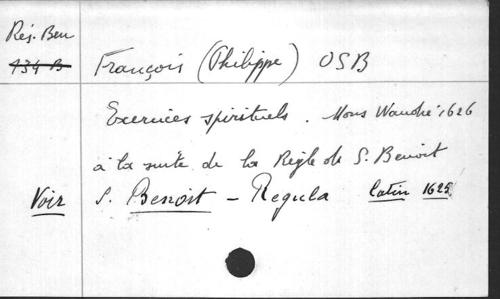 Rés. Ben
434 B François (Philippe) OSB
Exercices spirituels. Mons Waudré 1626
à la suite de la Règle de S. Benoit
Voir S. Benoit – Regula latin 1625